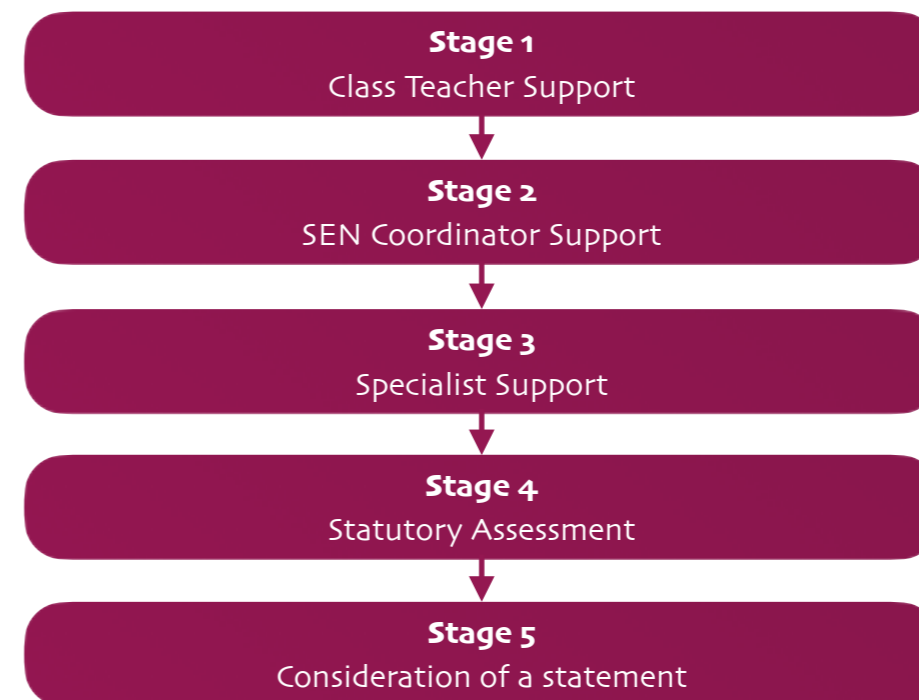 Stage 1
Class Teacher Support
Stage 2
SEN Coordinator Support
Stage 3
Specialist Support
Stage 4
Statutory Assessment
Stage 5
Consideration of a statement